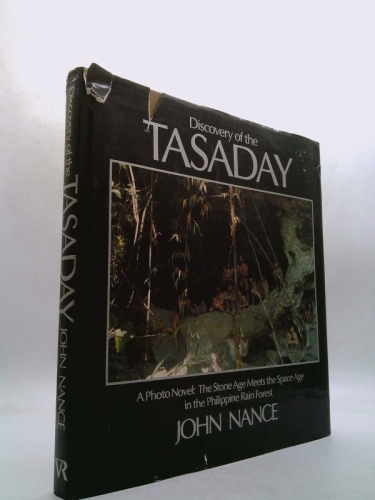 Discovery of the
TASADAY
A Photo Novel: The Stone Age Meets the Space Age
in the Philippine Rain Forest
JOHN NANCE
Discovery of the TASADAY JOHN NANCE
VR